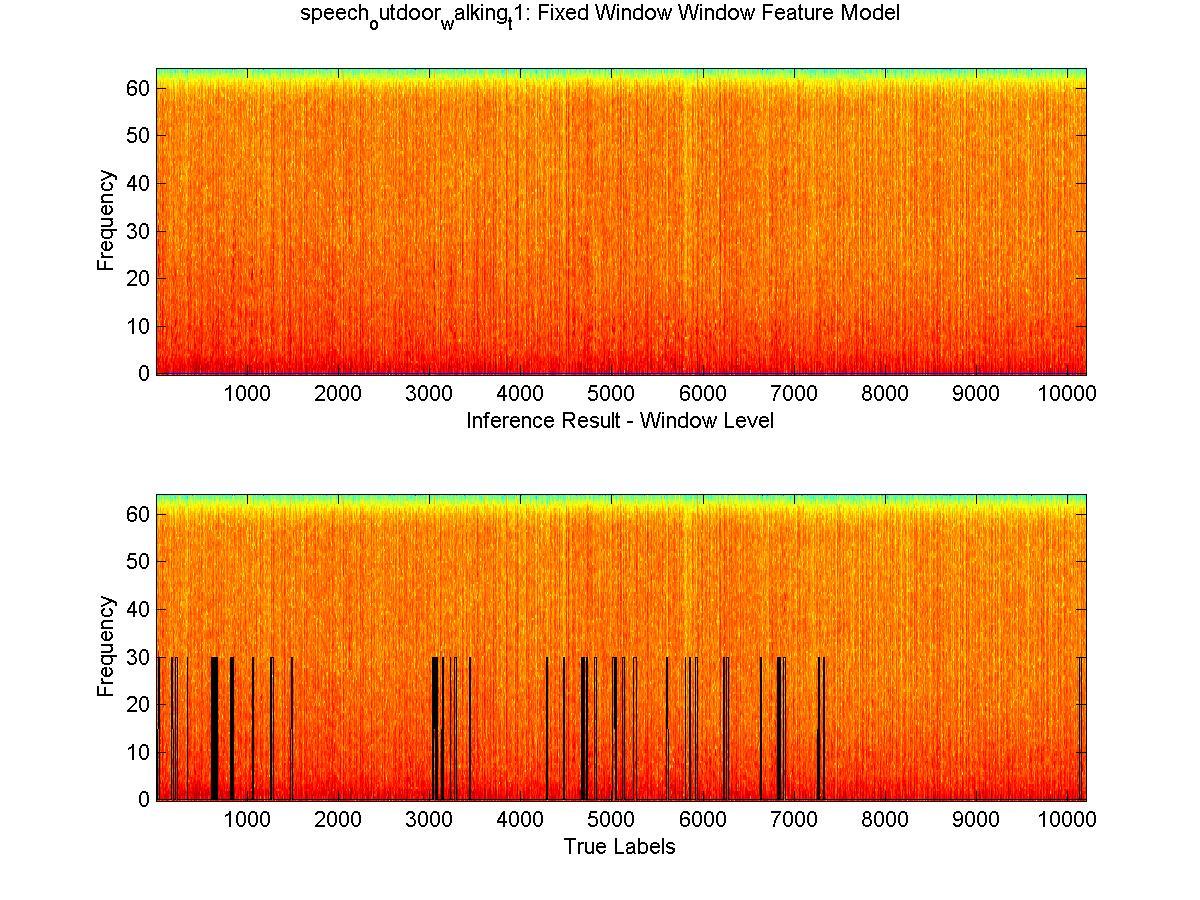 speech_outdoor_walking_t1: Fixed Window Window Feature Model
60
50
40
30
20
10
0
Frequency
1000 2000 3000 4000 5000 6000 7000 8000 9000 10000
Inference Result - Window Level
60
50
40
30
20
10
0
Frequency
1000 2000 3000 4000 5000 6000 7000 8000 9000 10000
True Labels